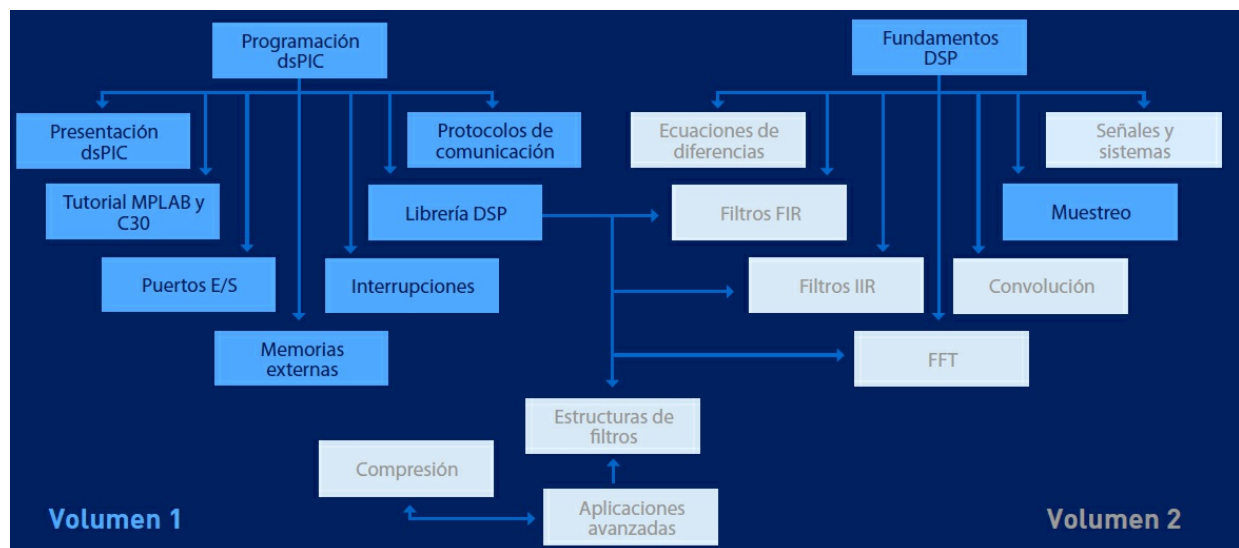 Programación
dsPIC
Fundamentos
DSP
Presentación
dsPIC
Protocolos de
comunicación
Ecuaciones de
diferencias
Señales y
sistemas
Tutorial MPLAB y
C30
Librería DSP
Filtros FIR
Muestreo
Puertos E/S
Interrupciones
Filtros IIR
Convolución
Memorias
externas
FFT
Estructuras de
filtros
Compresión
Aplicaciones
avanzadas
Volumen 1
Volumen 2